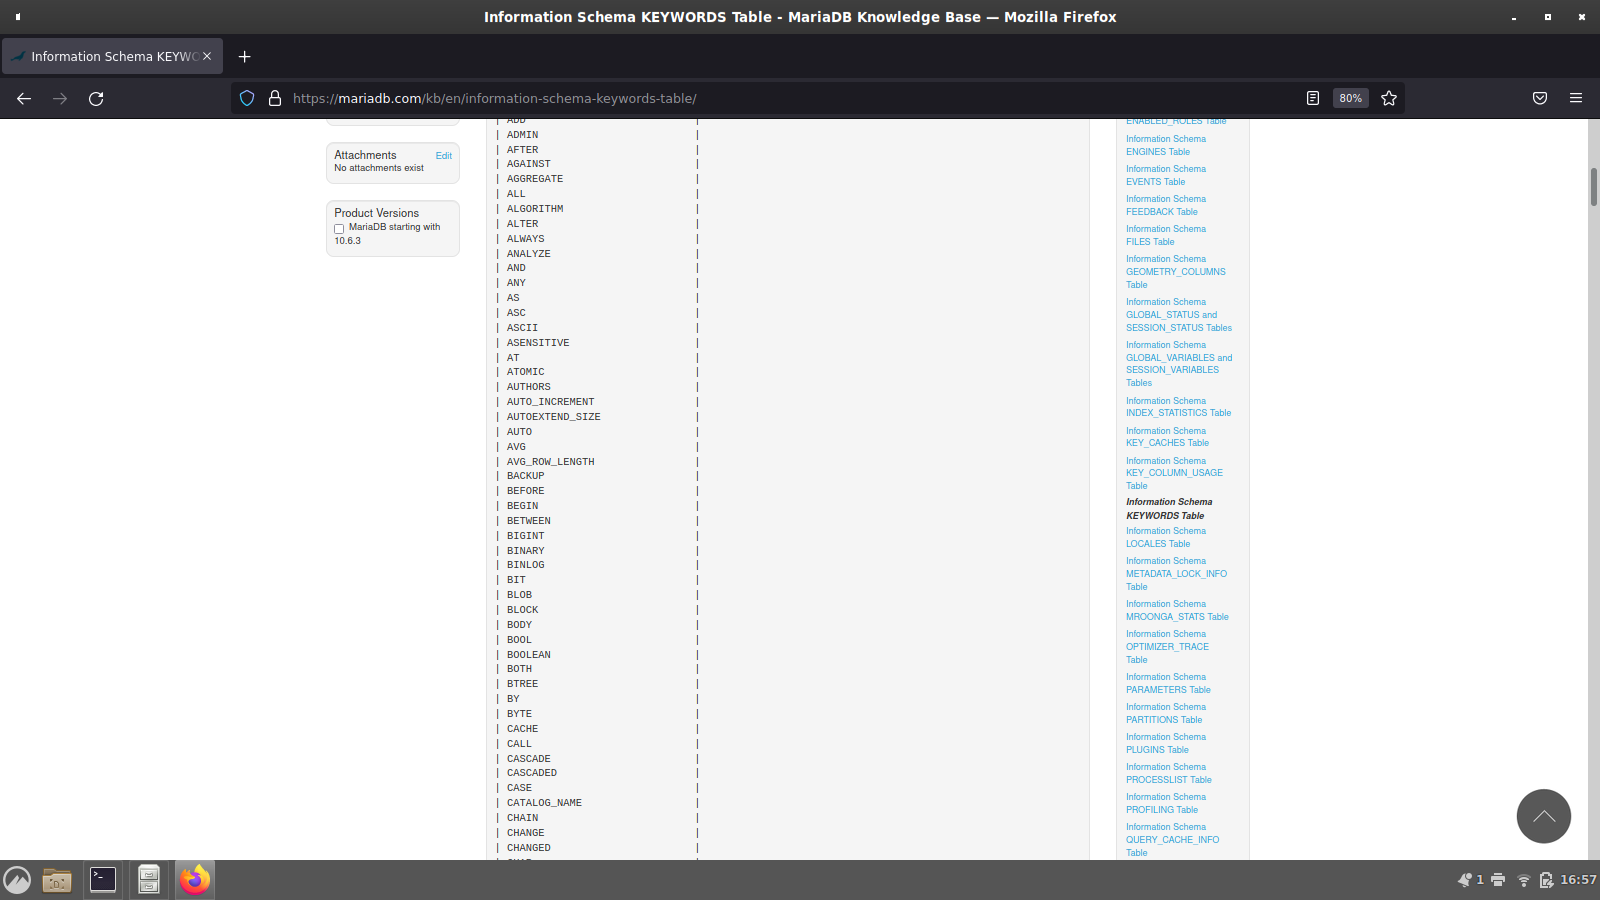 Information Schema KEYWORDS Table - MariaDB Knowledge Base — Mozilla Firefox
Information Schema KEYWO
https://mariadb.com/kb/en/information-schema-keywords-table/
80%
Attachments
Edit
No attachments exist
Product Versions
MariaDB starting with
10.6.3
| ADD |
| ADMIN |
| AFTER |
| AGAINST |
| AGGREGATE |
| ALL |
| ALGORITHM |
| ALTER |
| ALWAYS |
| ANALYZE |
| AND |
| ANY |
| AS |
| ASC |
| ASCII |
| ASENSITIVE |
| AT |
| ATOMIC |
| AUTHORS |
| AUTO_INCREMENT |
| AUTOEXTEND_SIZE |
| AUTO |
| AVG |
| AVG_ROW_LENGTH |
| BACKUP |
| BEFORE |
| BEGIN |
| BETWEEN |
| BIGINT |
| BINARY |
| BINLOG |
| BIT |
| BLOB |
| BLOCK |
| BODY |
| BOOL |
| BOOLEAN |
| BOTH |
| BTREE |
| BY |
| BYTE |
| CACHE |
| CALL |
| CASCADE |
| CASCADED |
| CASE |
| CATALOG_NAME |
| CHAIN |
| CHANGE |
| CHANGED |
ENABLED_ROLES Table
Information Schema
ENGINES Table
Information Schema
EVENTS Table
Information Schema
FEEDBACK Table
Information Schema
FILES Table
Information Schema
GEOMETRY_COLUMNS
Table
Information Schema
GLOBAL_STATUS and
SESSION_STATUS Tables
Information Schema
GLOBAL_VARIABLES and
SESSION_VARIABLES
Tables
Information Schema
INDEX_STATISTICS Table
Information Schema
KEY_CACHES Table
Information Schema
KEY_COLUMN_USAGE
Table
Information Schema
KEYWORDS Table
Information Schema
LOCALES Table
Information Schema
METADATA_LOCK_INFO
Table
Information Schema
MROONGA_STATS Table
Information Schema
OPTIMIZER_TRACE
Table
Information Schema
PARAMETERS Table
Information Schema
PARTITIONS Table
Information Schema
PLUGINS Table
Information Schema
PROCESSLIST Table
Information Schema
PROFILING Table
Information Schema
QUERY_CACHE_INFO
Table
1
16:57